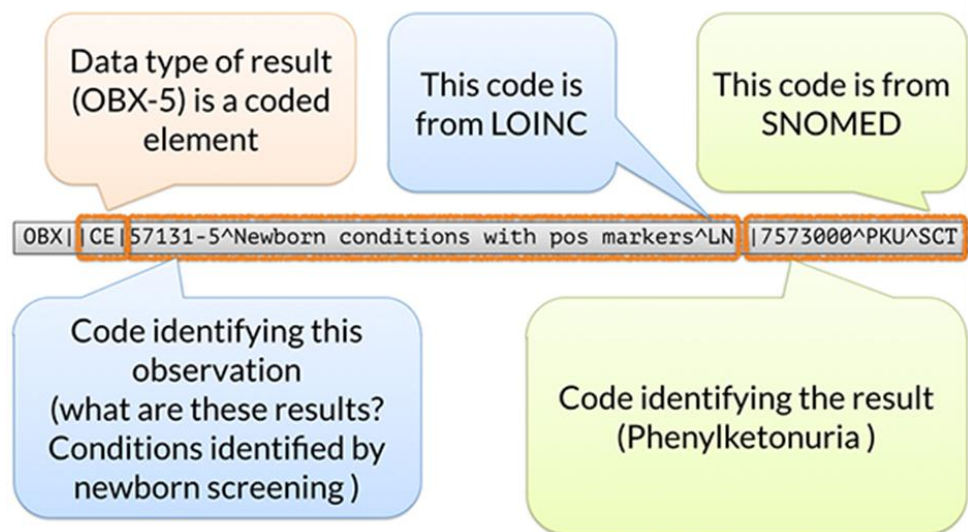 Data type of result
(OBX-5) is a coded
element
This code is
from LOINC
This code is from
SNOMED
OBX||CE|57131-5^Newborn conditions with pos markers^LN||7573000^PKU^SCT
Code identifying this
observation
(what are these results?
Conditions identified by
newborn screening )
Code identifying the result
(Phenylketonuria )